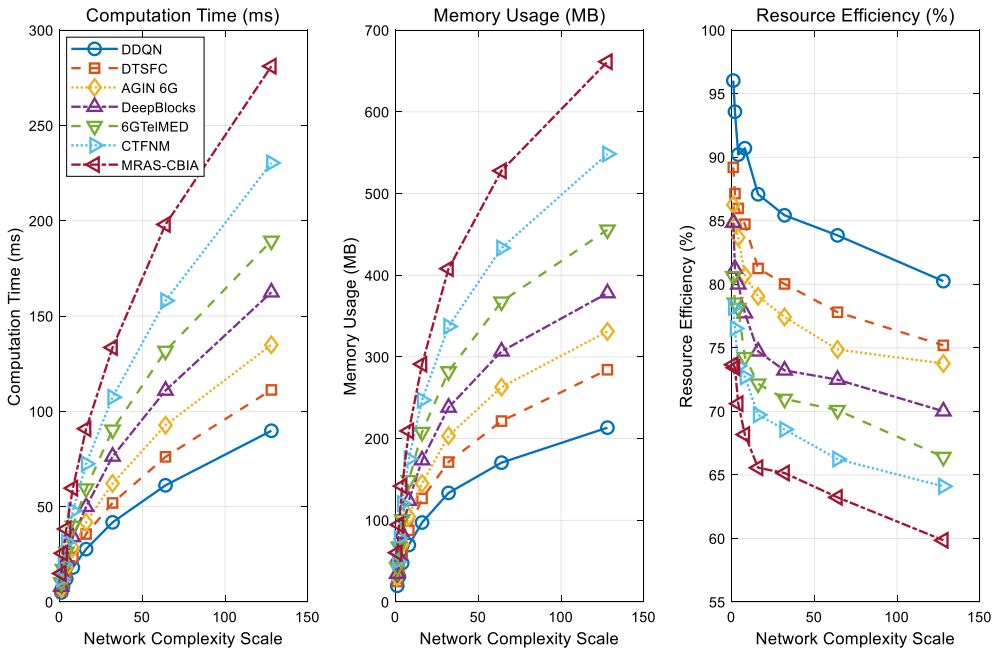 Computation Time (ms)
300
250
200
150
100
50
0
0
50
100
150
Computation Time (ms)
Network Complexity Scale
DDQN
DTSFC
AGIN 6G
DeepBlocks
6GTelMED
CTFNM
MRAS-CBIA
Memory Usage (MB)
700
600
500
400
300
200
100
0
0
50
100
150
Memory Usage (MB)
Network Complexity Scale
Resource Efficiency (%)
100
95
90
85
80
75
70
65
60
55
0
50
100
150
Resource Efficiency (%)
Network Complexity Scale